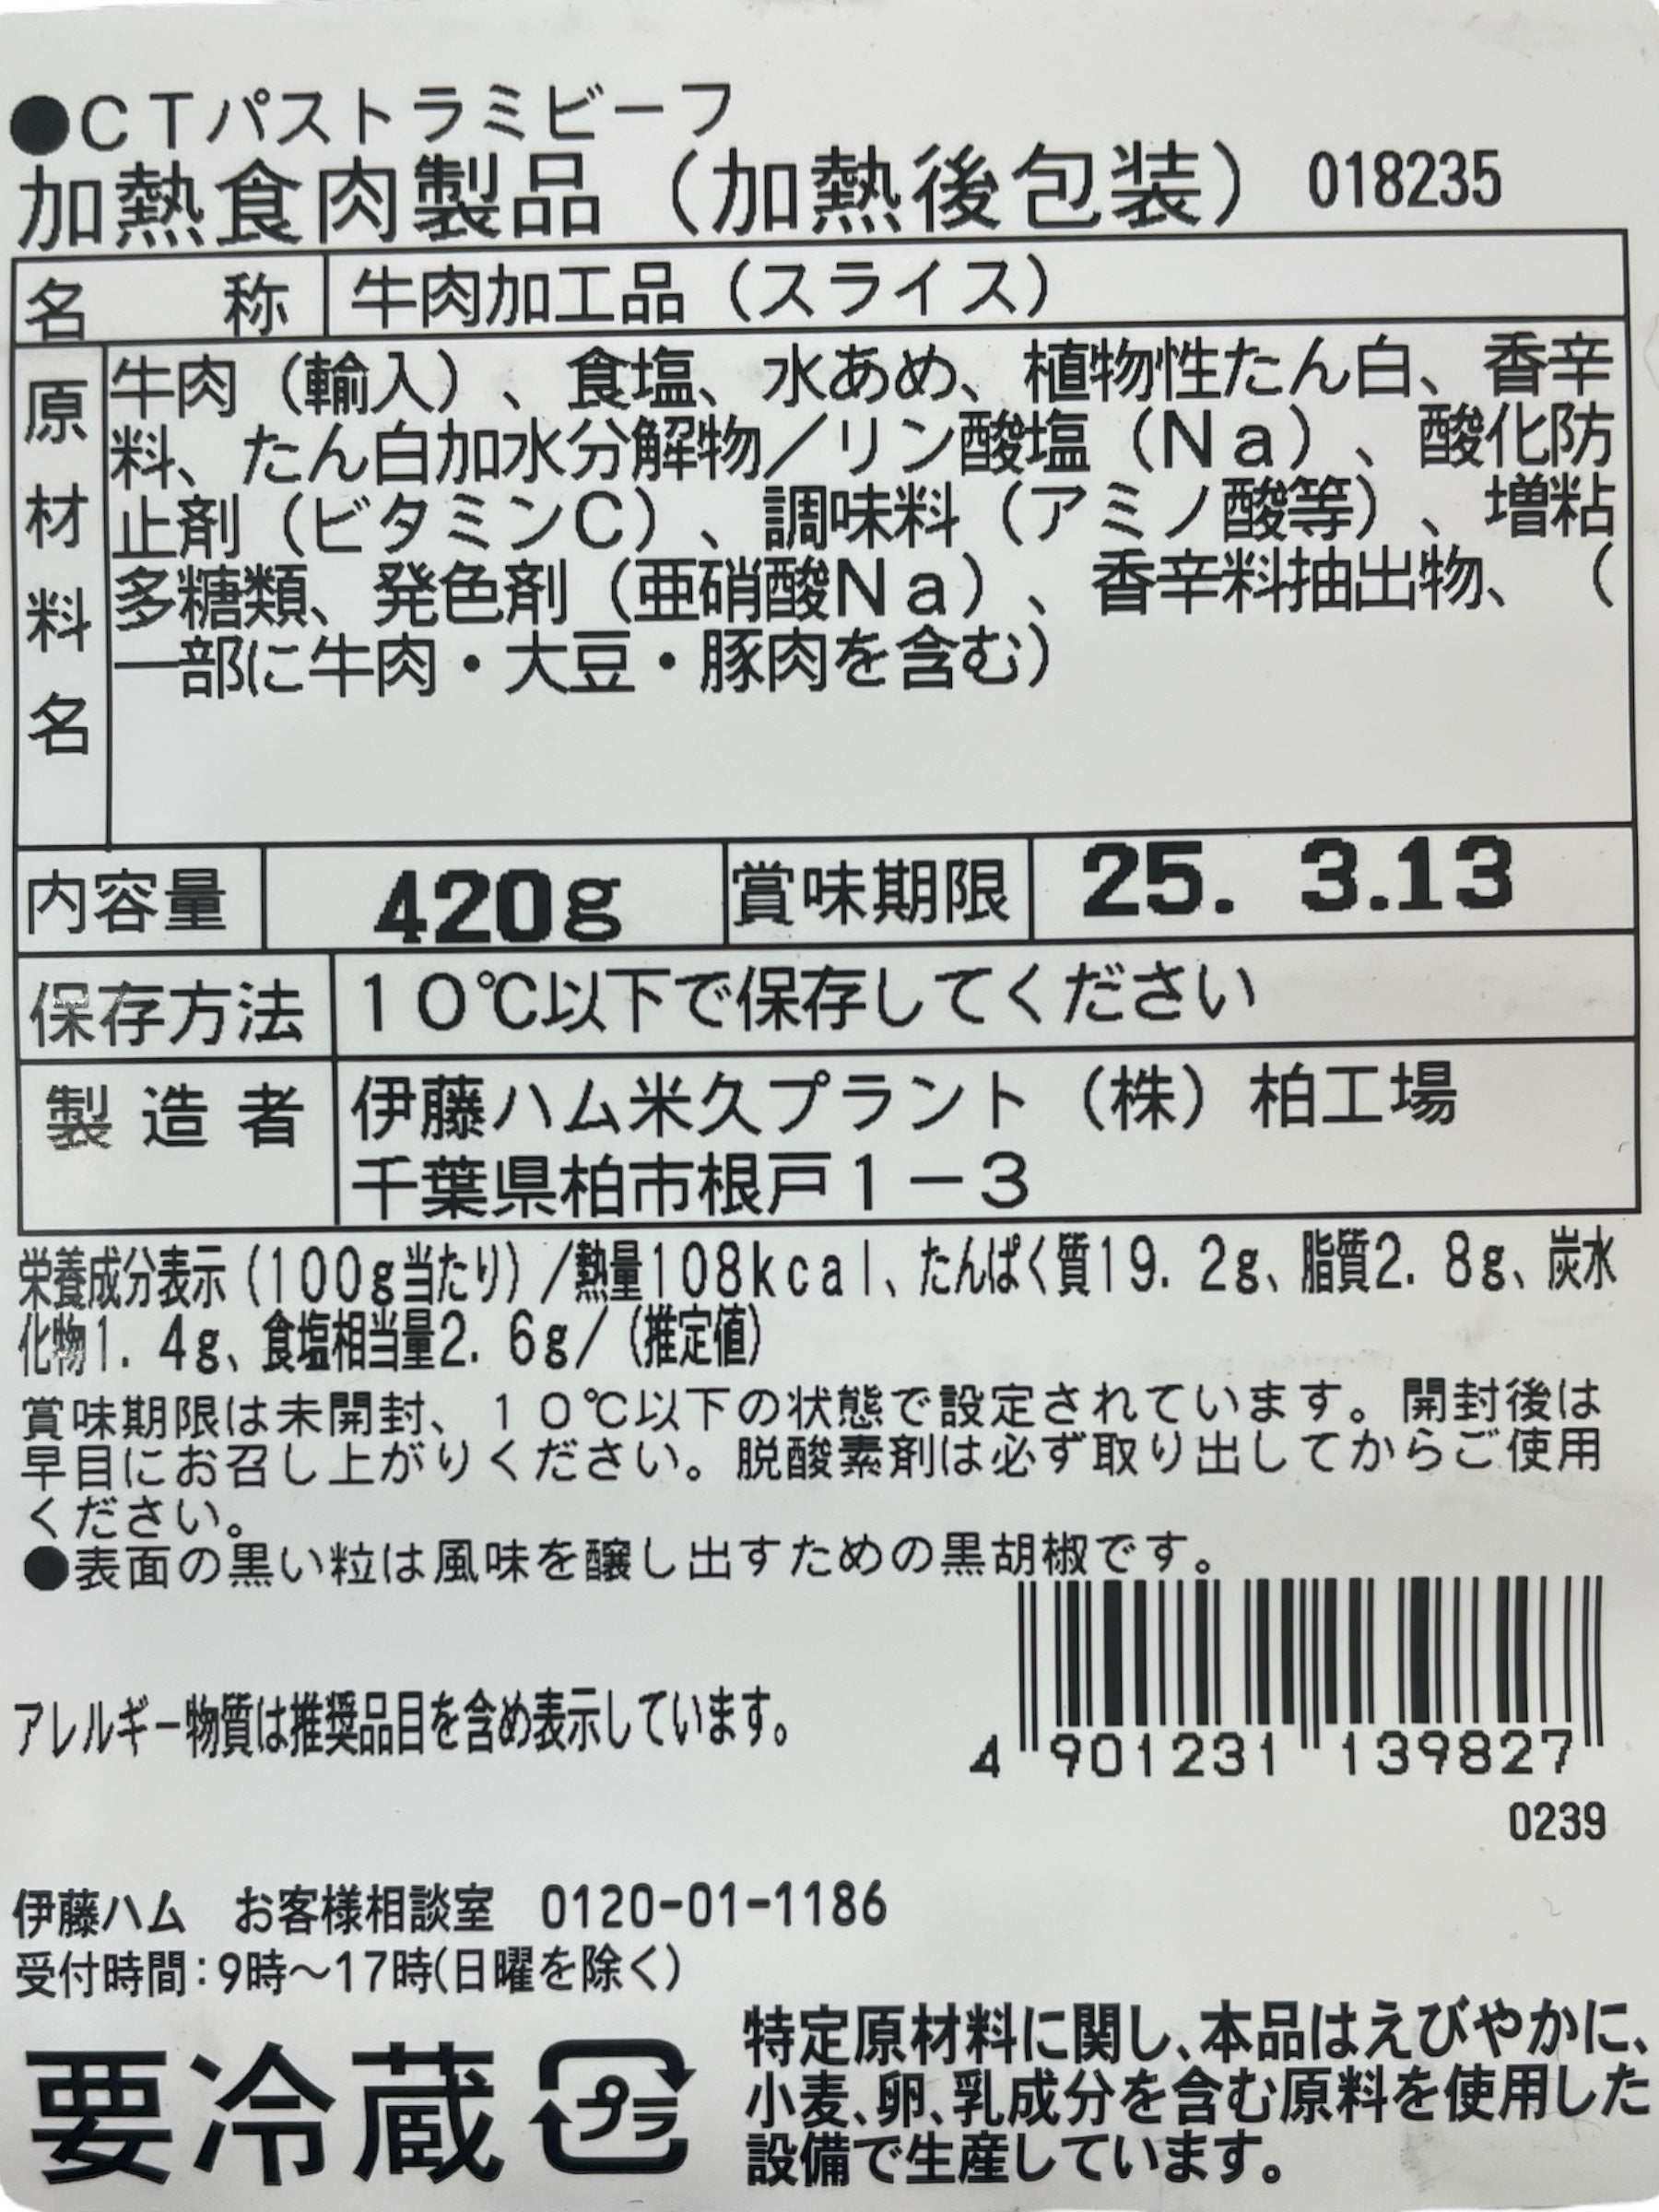 ●CTパストラミビーフ
加熱食肉製品（加熱後包装）018235
名称 牛肉加工品（スライス）
原材料名 牛肉（輸入）、食塩、水あめ、植物性たん白、香辛
料、たん白加水分解物／リン酸塩（Na）、酸化防
止剤（ビタミンC）、調味料（アミノ酸等）、増粘
多糖類、発色剤（亜硝酸Na）、香辛料抽出物、（
一部に牛肉・大豆・豚肉を含む）
内容量 420g 賞味期限 25. 3.13
保存方法 10℃以下で保存してください
製造者 伊藤ハム米久プラント（株）柏工場
千葉県柏市根戸1－3
栄養成分表示(100g当たり)/熱量108kcal、たんぱく質19.2g、脂質2.8g、炭水
化物1.4g、食塩相当量2.6g/(推定値)
賞味期限は未開封、10℃以下の状態で設定されています。開封後は
早目にお召し上がりください。脱酸素剤は必ず取り出してからご使用
ください。
●表面の黒い粒は風味を醸し出すための黒胡椒です。
アレルギー物質は推奨品目を含め表示しています。
4 901231 139827
0239
伊藤ハム お客様相談室 0120-01-1186
受付時間:9時～17時(日曜を除く)
要冷蔵 プラ
特定原材料に関し、本品はえびやかに、
小麦、卵、乳成分を含む原料を使用した
設備で生産しています。